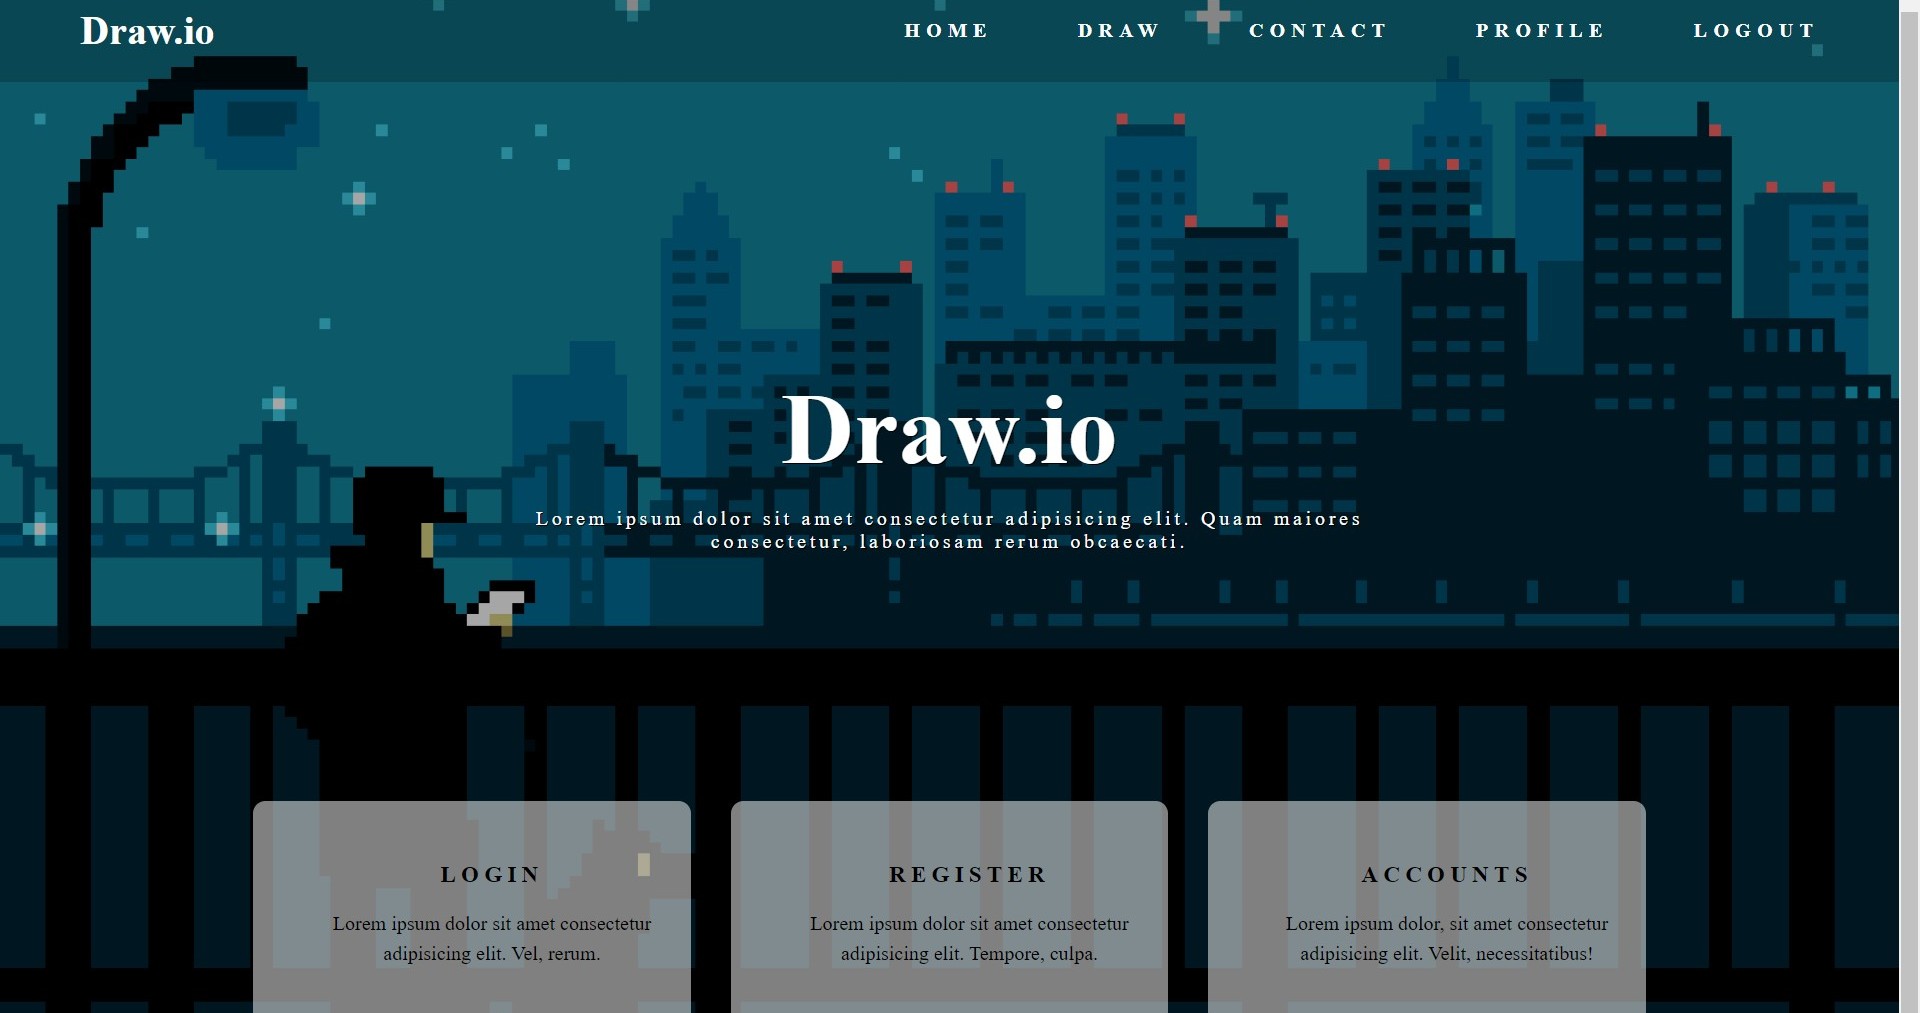 Draw.io
HOME DRAW CONTACT PROFILE LOGOUT
Draw.io
Lorem ipsum dolor sit amet consectetur adipisicing elit. Quam maiores
consectetur, laboriosam rerum obcaecati.
LOGIN
Lorem ipsum dolor sit amet consectetur
adipisicing elit. Vel, rerum.
REGISTER
Lorem ipsum dolor sit amet consectetur
adipisicing elit. Tempore, culpa.
ACCOUNTS
Lorem ipsum dolor, sit amet consectetur
adipisicing elit. Velit, necessitatibus!